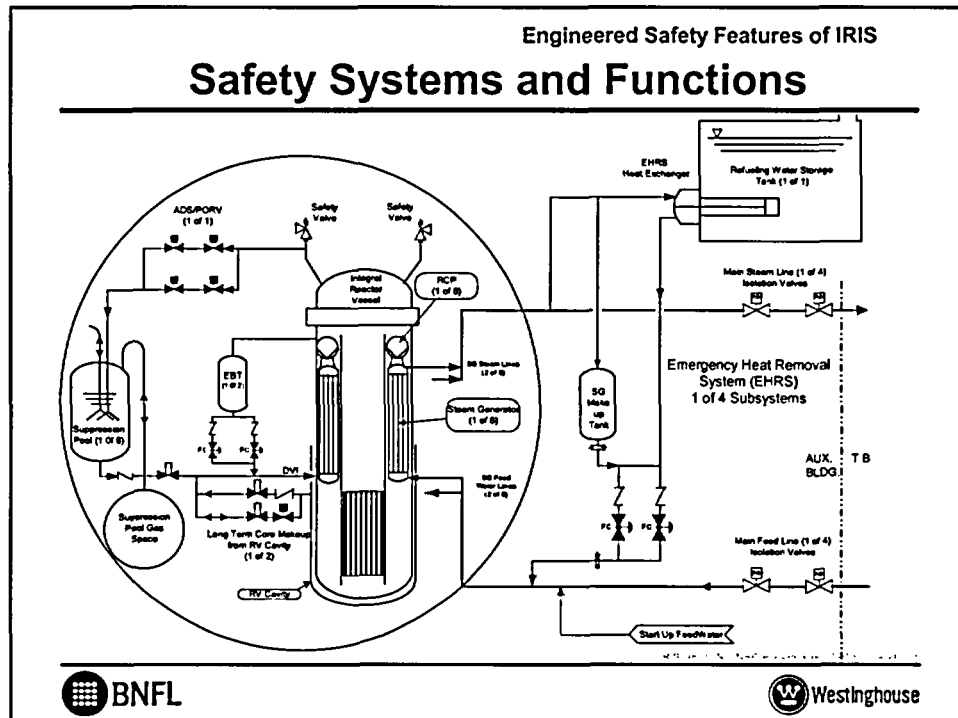 Engineered Safety Features of IRIS
Safety Systems and Functions
EHRS
Heat Exchanger
Refueling Water Storage
Tank (1 of 1)
ADS/PORV
(1 of 1)
Safety
Valve
Safety
Valve
Integral
Reactor
Vessel
RCP
(1 of 8)
Main Steam Line (1 of 4)
Isolation Valves
SG Steam Lines
(2 of 8)
EBT
(1 of 2)
Emergency Heat Removal
System (EHRS)
1 of 4 Subsystems
SG
Make
up
Tank
Steam Generator
(1 of 8)
Suppression
Pool (1 of 6)
AUX.
BLDG.
T B
DVI
SG Feed
Water Lines
(2 of 8)
Suppression
Pool Gas
Space
Long Term Core Makeup
from RV Cavity
(1 of 2)
Main Feed Line (1 of 4)
Isolation Valves
RV Cavity
Start Up FeedWater
BNFL
Westinghouse